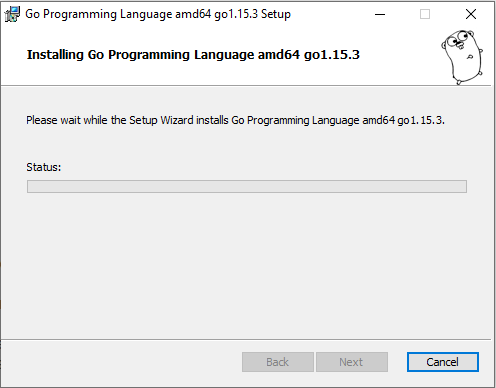 Go Programming Language amd64 go1.15.3 Setup
Installing Go Programming Language amd64 go1.15.3
Please wait while the Setup Wizard installs Go Programming Language amd64 go1.15.3.
Status:
Back Next Cancel